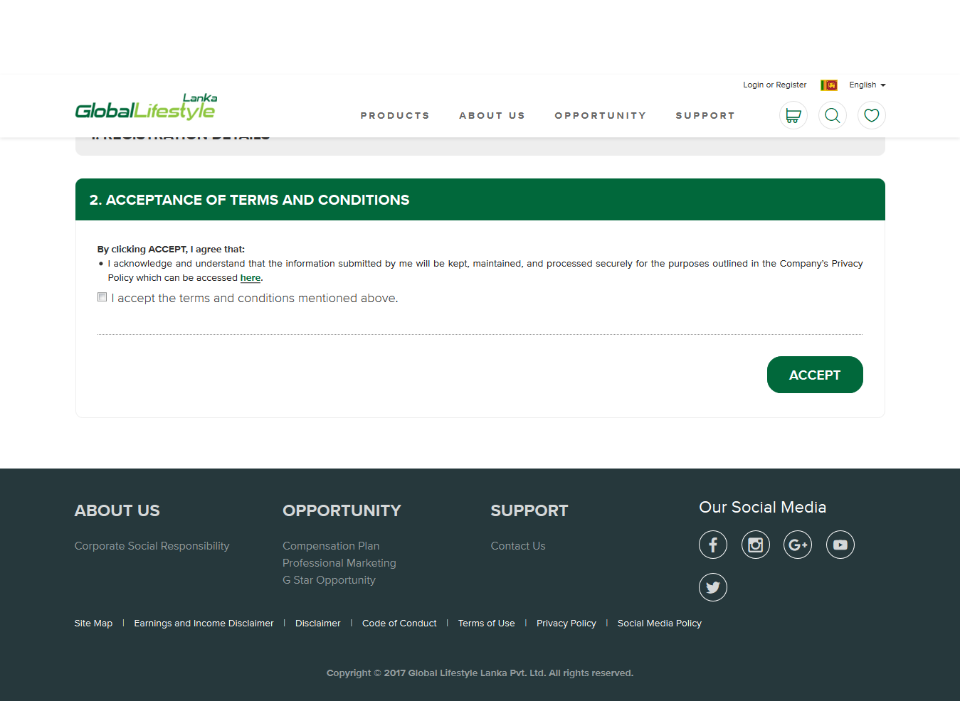 Login or Register English
Lanka
GlobalLifestyle
PRODUCTS ABOUT US OPPORTUNITY SUPPORT
1. REGISTRATION DETAILS
2. ACCEPTANCE OF TERMS AND CONDITIONS
By clicking ACCEPT, I agree that:
• I acknowledge and understand that the information submitted by me will be kept, maintained, and processed securely for the purposes outlined in the Company's Privacy
Policy which can be accessed here.
I accept the terms and conditions mentioned above.
ACCEPT
ABOUT US OPPORTUNITY SUPPORT Our Social Media
Corporate Social Responsibility Compensation Plan Contact Us
Professional Marketing
G Star Opportunity
Site Map | Earnings and Income Disclaimer | Disclaimer | Code of Conduct | Terms of Use | Privacy Policy | Social Media Policy
Copyright © 2017 Global Lifestyle Lanka Pvt. Ltd. All rights reserved.